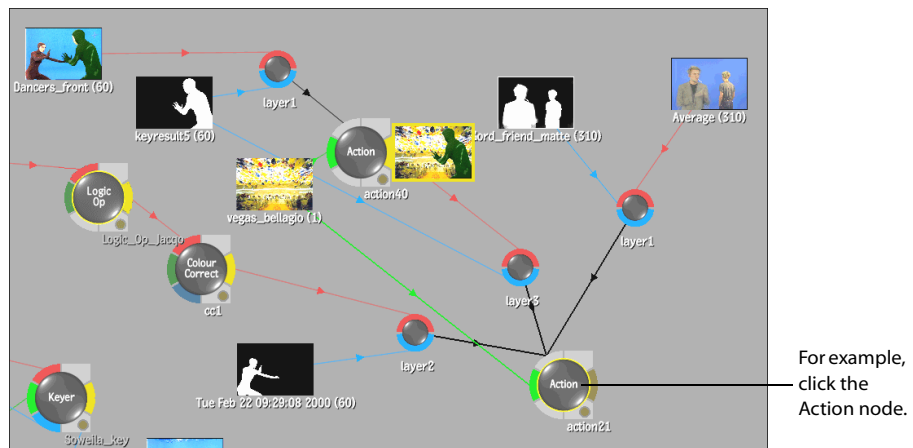 Dancers_front (60)
layer1
keyresult5 (60)
ord_friend_matte (310)
Average (310)
Action
action40
vegas_bellagio (1)
Logic
Op
Logic_Op_jacqo
layer1
Colour
Correct
cc1
layer3
layer2
Tue Feb 22 09:29:08 2000 (60)
Action
action21
For example,
click the
Action node.
Keyer
Soweila_key